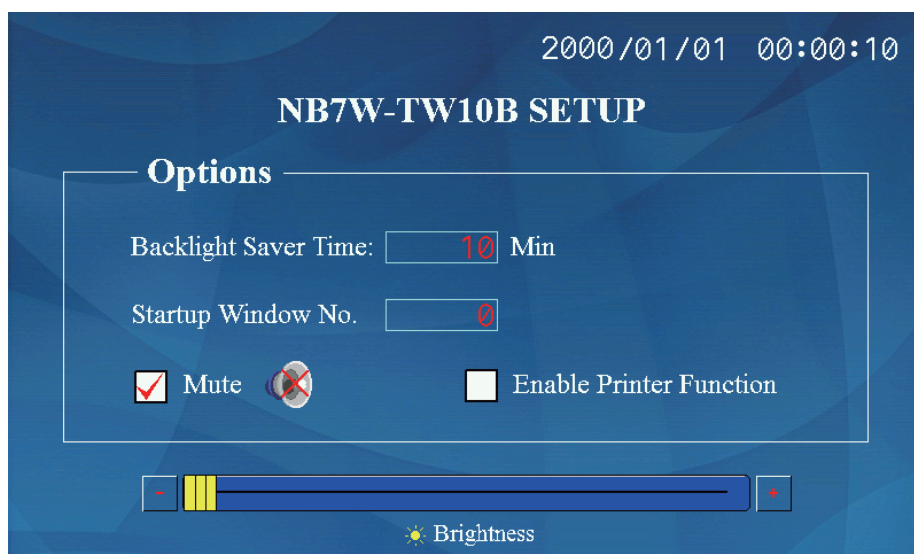 2000/01/01 00:00:10
NB7W-TW10B SETUP
Options
Backlight Saver Time: 10 Min
Startup Window No. 0
Mute Enable Printer Function
- +
Brightness